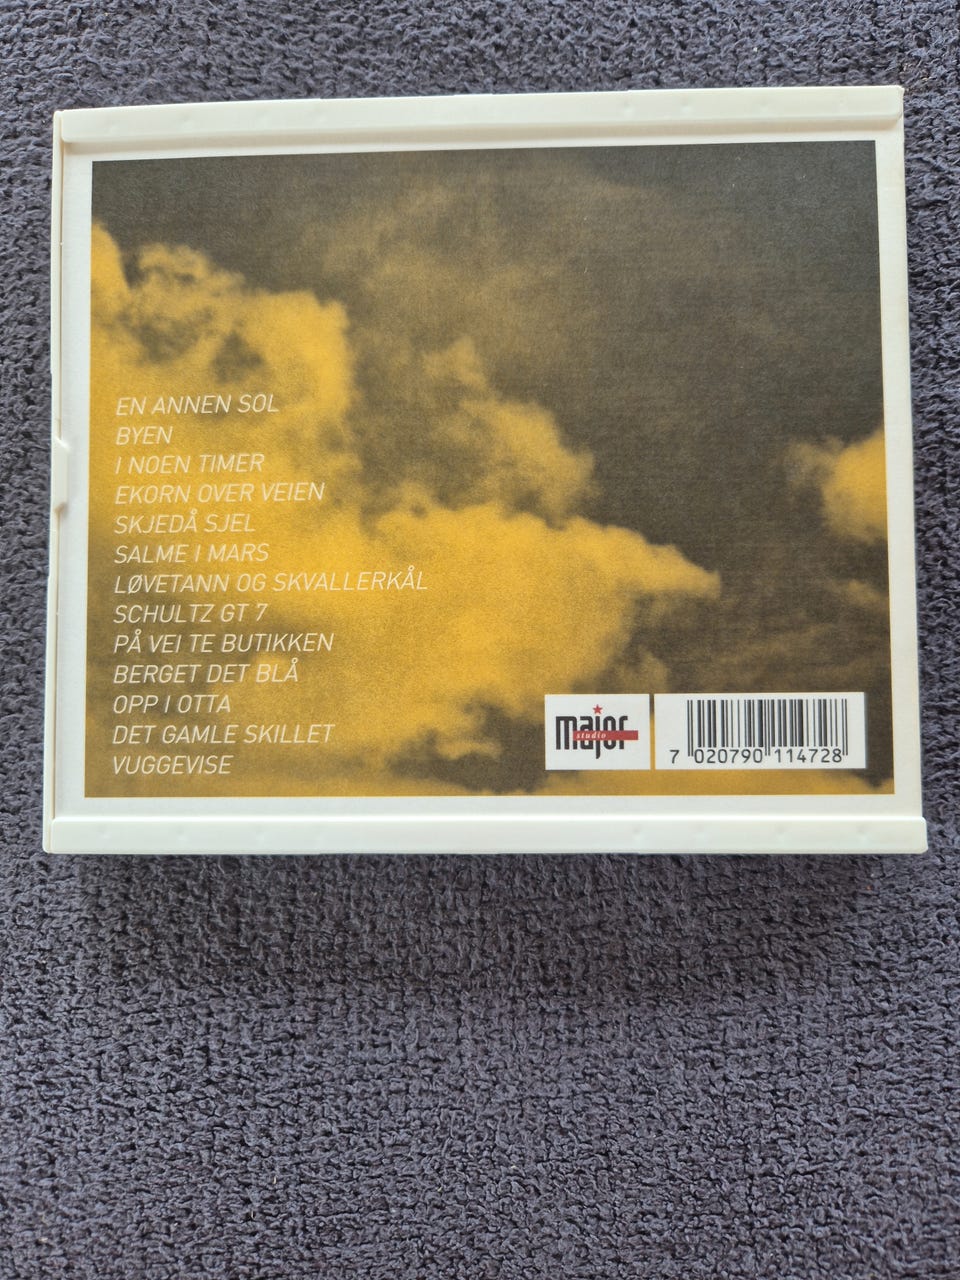 EN ANNEN SOL
BYEN
I NOEN TIMER
EKORN OVER VEIEN
SKJEDÅ SJEL
SALME I MARS
LØVETANN OG SKVALLERKÅL
SCHULTZ GT 7
PÅ VEI TE BUTIKKEN
BERGET DET BLÅ
OPP I OTTA
DET GAMLE SKILLET
VUGGEVISE
major
studio
7 020790 114728